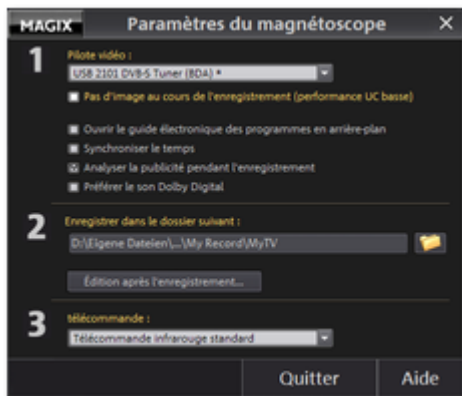 MAGIX Paramètres du magnétoscope
1
Pilote vidéo :
USB 2101 DVB-S Tuner (BDA) *
Pas d'image au cours de l'enregistrement (performance UC basse)
Ouvrir le guide électronique des programmes en arrière-plan
Synchroniser le temps
Analyser la publicité pendant l'enregistrement
Préférer le son Dolby Digital
2
Enregistrer dans le dossier suivant :
D:\Eigene Dateien\...\My Record\MyTV
Édition après l'enregistrement...
3
télécommande :
Télécommande infrarouge standard
Quitter Aide